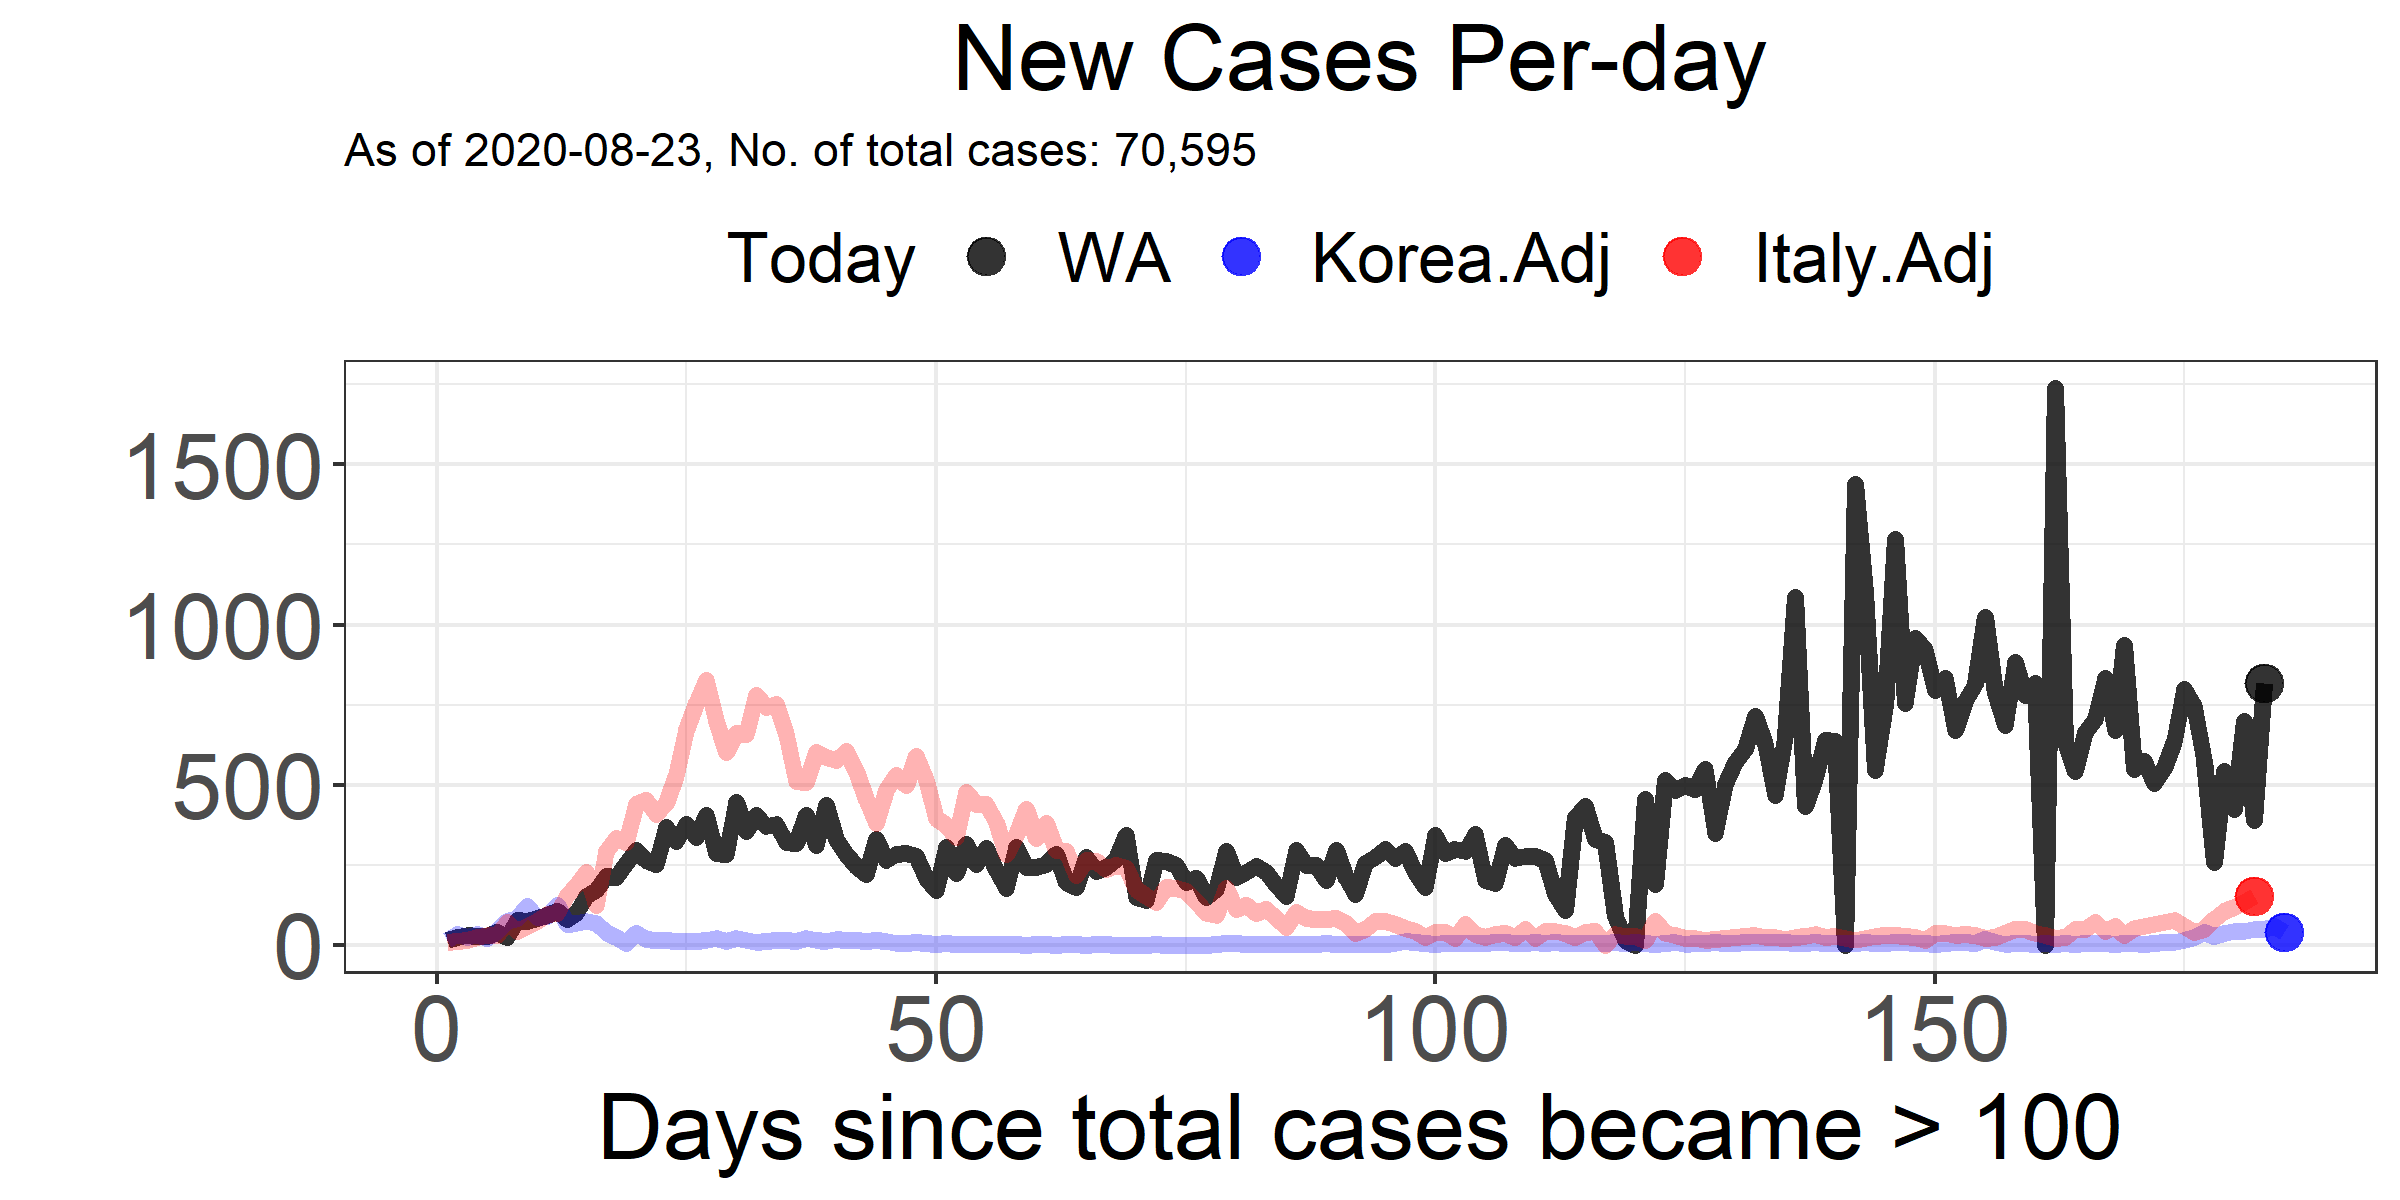 New Cases Per-day
As of 2020-08-23, No. of total cases: 70,595
Today WA Korea.Adj Italy.Adj
1500
1000
500
0
0 50 100 150
Days since total cases became > 100